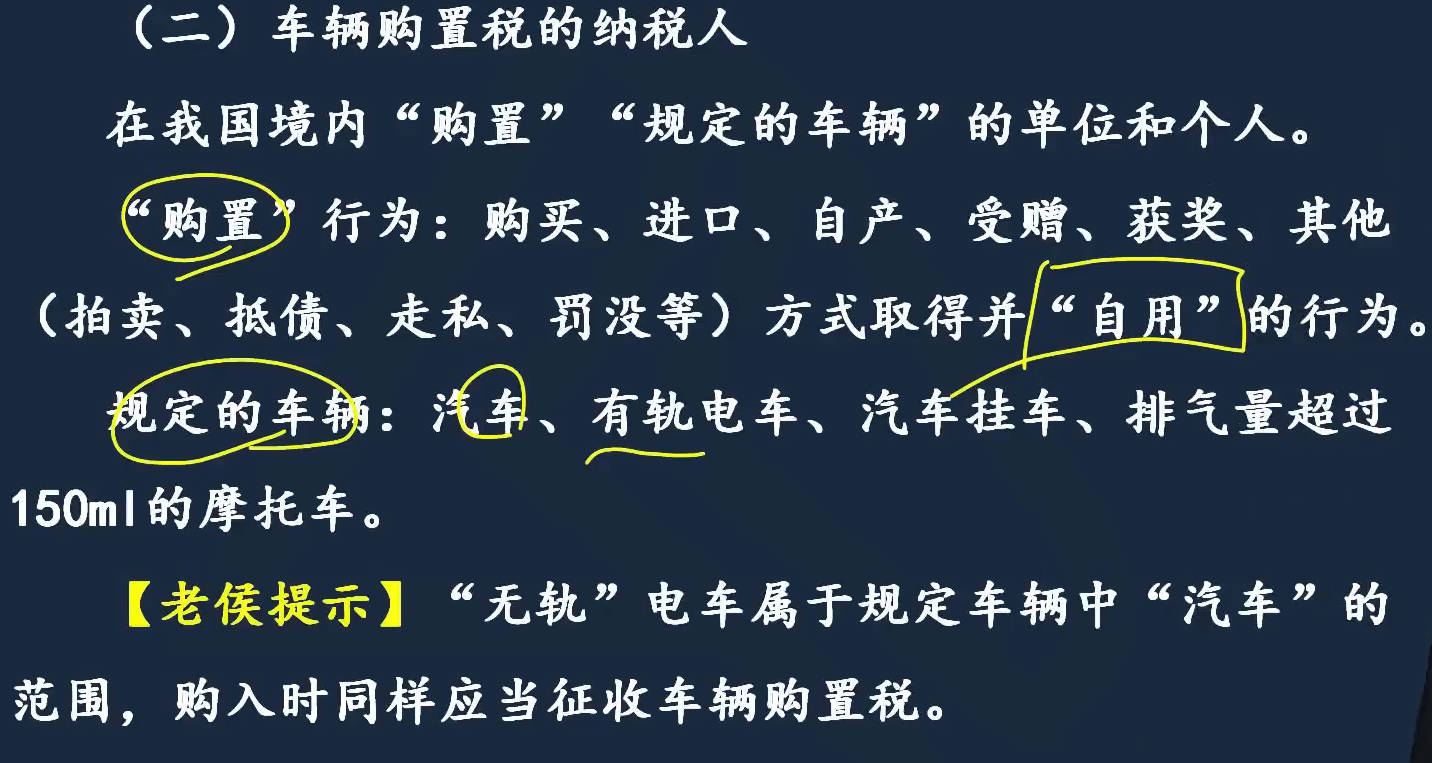 （二）车辆购置税的纳税人
在我国境内“购置”“规定的车辆”的单位和个人。
“购置”行为：购买、进口、自产、受赠、获奖、其他
（拍卖、抵债、走私、罚没等）方式取得并“自用”的行为。
规定的车辆：汽车、有轨电车、汽车挂车、排气量超过
150ml的摩托车。
【老侯提示】“无轨”电车属于规定车辆中“汽车”的
范围，购入时同样应当征收车辆购置税。